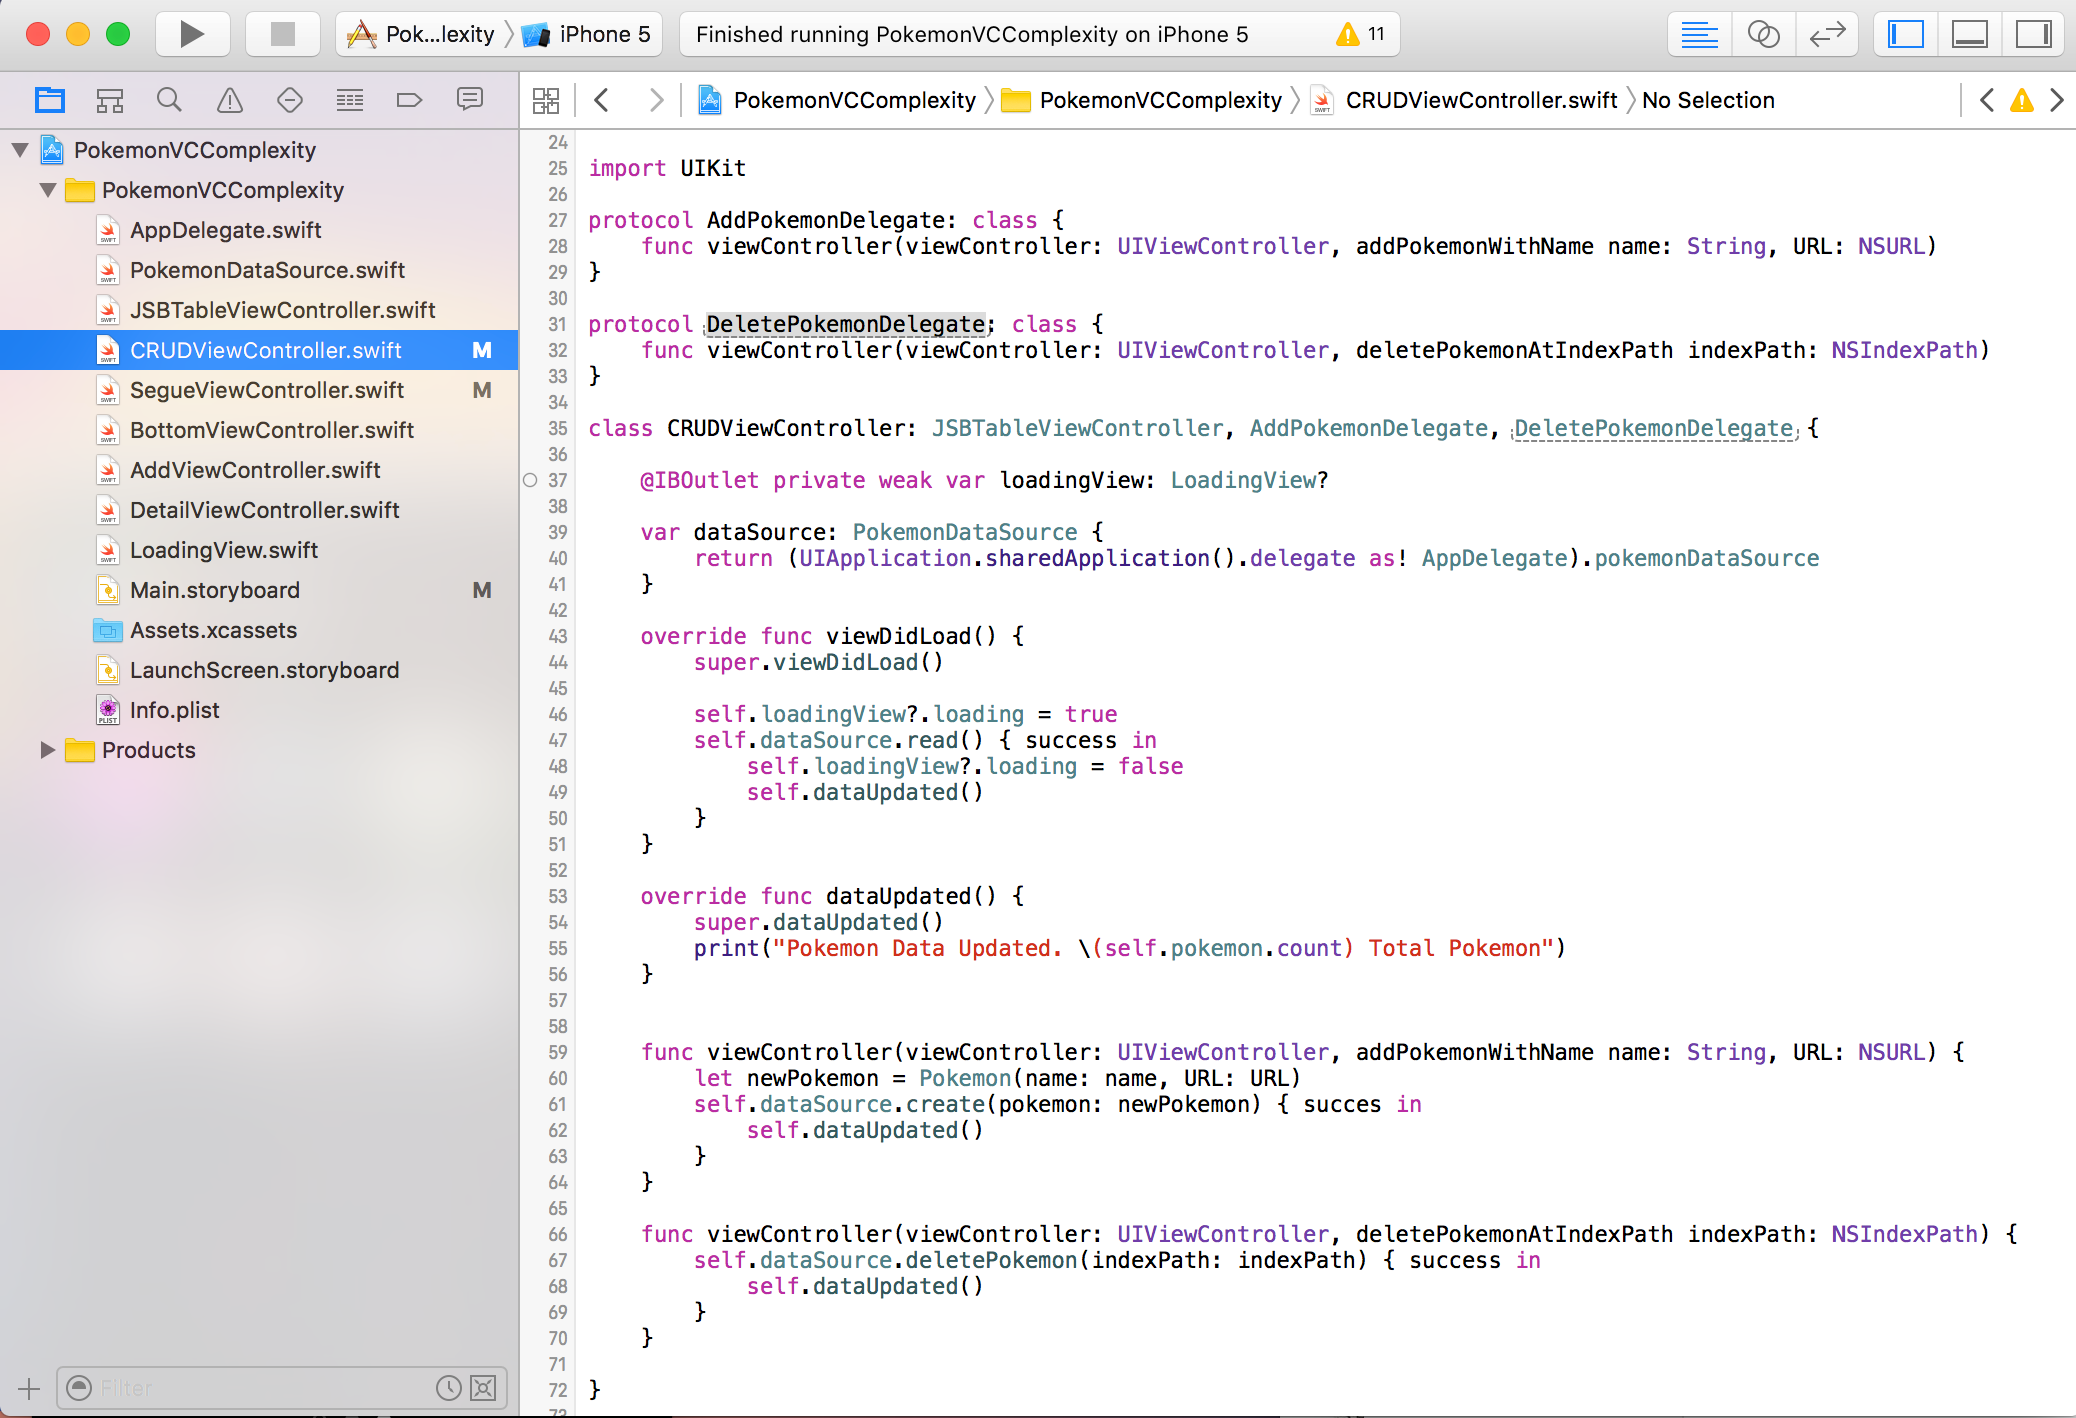 Pok...lexity
iPhone 5
Finished running PokemonVCComplexity on iPhone 5
11
PokemonVCComplexity
PokemonVCComplexity
CRUDViewController.swift
No Selection
PokemonVCComplexity
PokemonVCComplexity
AppDelegate.swift
PokemonDataSource.swift
JSBTableViewController.swift
CRUDViewController.swift M
SegueViewController.swift M
BottomViewController.swift
AddViewController.swift
DetailViewController.swift
LoadingView.swift
Main.storyboard M
Assets.xcassets
LaunchScreen.storyboard
Info.plist
Products
Filter
24
25 import UIKit
26
27 protocol AddPokemonDelegate: class {
28 func viewController(viewController: UIViewController, addPokemonWithName name: String, URL: NSURL)
29 }
30
31 protocol DeletePokemonDelegate: class {
32 func viewController(viewController: UIViewController, deletePokemonAtIndexPath indexPath: NSIndexPath)
33 }
34
35 class CRUDViewController: JSBTableViewController, AddPokemonDelegate, DeletePokemonDelegate {
36
37 @IBOutlet private weak var loadingView: LoadingView?
38
39 var dataSource: PokemonDataSource {
40 return (UIApplication.sharedApplication().delegate as! AppDelegate).pokemonDataSource
41 }
42
43 override func viewDidLoad() {
44 super.viewDidLoad()
45
46 self.loadingView?.loading = true
47 self.dataSource.read() { success in
48 self.loadingView?.loading = false
49 self.dataUpdated()
50 }
51 }
52
53 override func dataUpdated() {
54 super.dataUpdated()
55 print("Pokemon Data Updated. \(self.pokemon.count) Total Pokemon")
56 }
57
58
59 func viewController(viewController: UIViewController, addPokemonWithName name: String, URL: NSURL) {
60 let newPokemon = Pokemon(name: name, URL: URL)
61 self.dataSource.create(pokemon: newPokemon) { succes in
62 self.dataUpdated()
63 }
64 }
65
66 func viewController(viewController: UIViewController, deletePokemonAtIndexPath indexPath: NSIndexPath) {
67 self.dataSource.deletePokemon(indexPath: indexPath) { success in
68 self.dataUpdated()
69 }
70 }
71
72 }